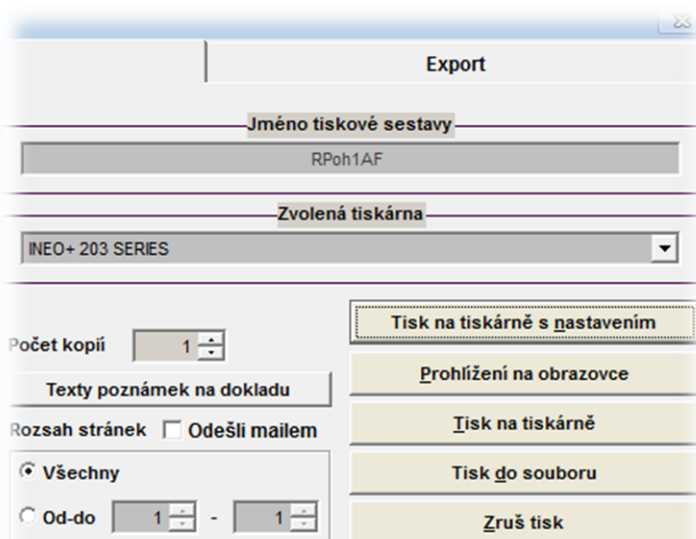 Export
Jméno tiskové sestavy
RPoh1AF
Zvolená tiskárna
INEO+ 203 SERIES
Tisk na tiskárně s nastavením
Počet kopií 1
Prohlížení na obrazovce
Texty poznámek na dokladu
Rozsah stránek Odešli mailem
Tisk na tiskárně
Všechny
Tisk do souboru
Od-do 1 - 1
Zruš tisk